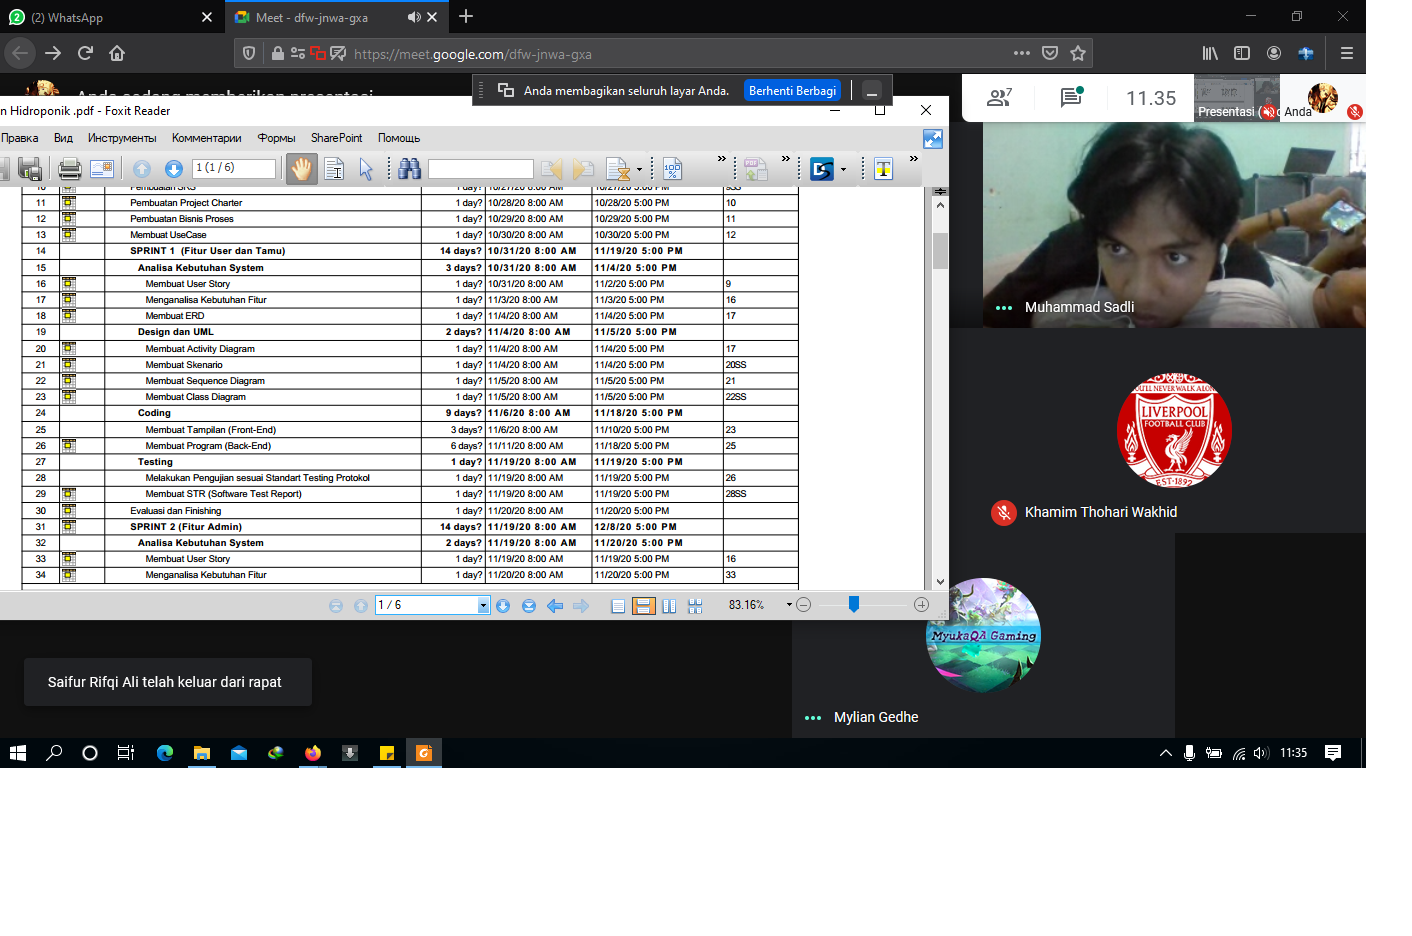 (2) WhatsApp
Meet - dfw-jnwa-gxa
https://meet.google.com/dfw-jnwa-gxa
Anda membagikan seluruh layar Anda.
Berhenti Berbagi
7
11.35
Presentasi (
Anda
n Hidroponik .pdf - Foxit Reader
Правка Вид Инструменты Комментарии Формы SharePoint Помощь
1 (1 / 6)
11 Pembuatan Project Charter 1 day? 10/28/20 8:00 AM 10/28/20 5:00 PM 10
12 Pembuatan Bisnis Proses 1 day? 10/29/20 8:00 AM 10/29/20 5:00 PM 11
13 Membuat UseCase 1 day? 10/30/20 8:00 AM 10/30/20 5:00 PM 12
14 SPRINT 1 (Fitur User dan Tamu) 14 days? 10/31/20 8:00 AM 11/19/20 5:00 PM
15 Analisa Kebutuhan System 3 days? 10/31/20 8:00 AM 11/4/20 5:00 PM
16 Membuat User Story 1 day? 10/31/20 8:00 AM 11/2/20 5:00 PM 9
17 Menganalisa Kebutuhan Fitur 1 day? 11/3/20 8:00 AM 11/3/20 5:00 PM 16
18 Membuat ERD 1 day? 11/4/20 8:00 AM 11/4/20 5:00 PM 17
19 Design dan UML 2 days? 11/4/20 8:00 AM 11/5/20 5:00 PM
20 Membuat Activity Diagram 1 day? 11/4/20 8:00 AM 11/4/20 5:00 PM 17
21 Membuat Skenario 1 day? 11/4/20 8:00 AM 11/4/20 5:00 PM 20SS
22 Membuat Sequence Diagram 1 day? 11/5/20 8:00 AM 11/5/20 5:00 PM 21
23 Membuat Class Diagram 1 day? 11/5/20 8:00 AM 11/5/20 5:00 PM 22SS
24 Coding 9 days? 11/6/20 8:00 AM 11/18/20 5:00 PM
25 Membuat Tampilan (Front-End) 3 days? 11/6/20 8:00 AM 11/10/20 5:00 PM 23
26 Membuat Program (Back-End) 6 days? 11/11/20 8:00 AM 11/18/20 5:00 PM 25
27 Testing 1 day? 11/19/20 8:00 AM 11/19/20 5:00 PM
28 Melakukan Pengujian sesuai Standart Testing Protokol 1 day? 11/19/20 8:00 AM 11/19/20 5:00 PM 26
29 Membuat STR (Software Test Report) 1 day? 11/19/20 8:00 AM 11/19/20 5:00 PM 28SS
30 Evaluasi dan Finishing 1 day? 11/20/20 8:00 AM 11/20/20 5:00 PM
31 SPRINT 2 (Fitur Admin) 14 days? 11/19/20 8:00 AM 12/8/20 5:00 PM
32 Analisa Kebutuhan System 2 days? 11/19/20 8:00 AM 11/20/20 5:00 PM
33 Membuat User Story 1 day? 11/19/20 8:00 AM 11/19/20 5:00 PM 16
34 Menganalisa Kebutuhan Fitur 1 day? 11/20/20 8:00 AM 11/20/20 5:00 PM 33
1 / 6
83.16%
Muhammad Sadli
YOU'LL NEVER WALK ALONE
LIVERPOOL
FOOTBALL CLUB
EST·1892
Khamim Thohari Wakhid
MyukaQA Gaming
Mylian Gedhe
Saifur Rifqi Ali telah keluar dari rapat
11:35